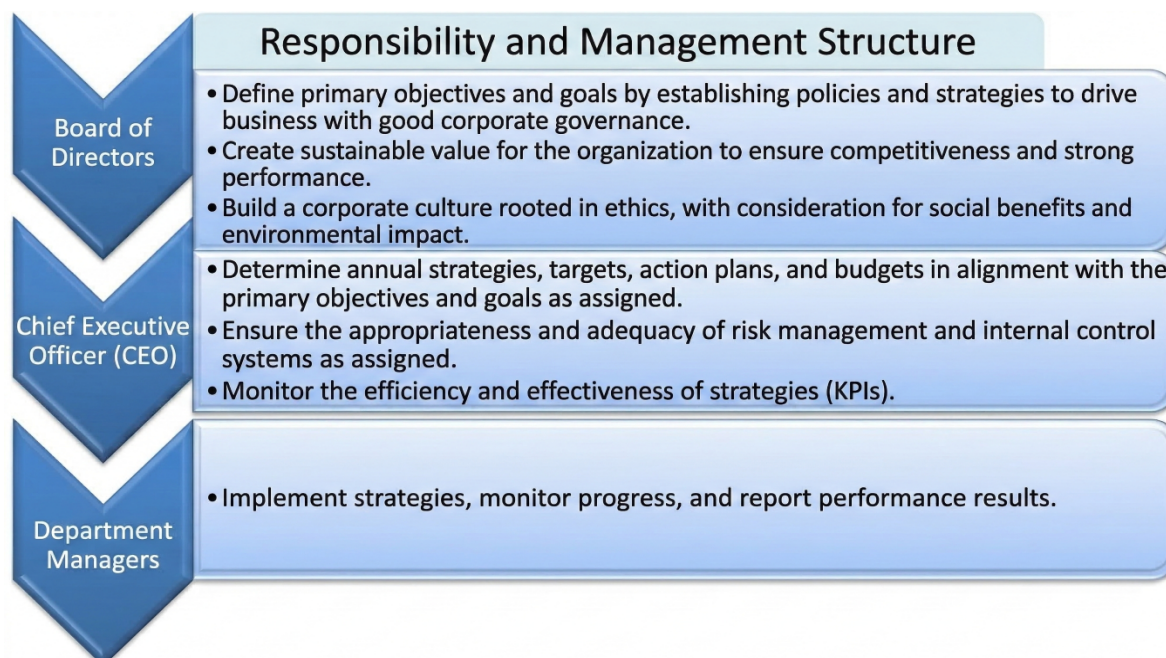 Responsibility and Management Structure
Board of
Directors
• Define primary objectives and goals by establishing policies and strategies to drive
business with good corporate governance.
• Create sustainable value for the organization to ensure competitiveness and strong
performance.
• Build a corporate culture rooted in ethics, with consideration for social benefits and
environmental impact.
Chief Executive
Officer (CEO)
• Determine annual strategies, targets, action plans, and budgets in alignment with the
primary objectives and goals as assigned.
• Ensure the appropriateness and adequacy of risk management and internal control
systems as assigned.
• Monitor the efficiency and effectiveness of strategies (KPIs).
Department
Managers
• Implement strategies, monitor progress, and report performance results.